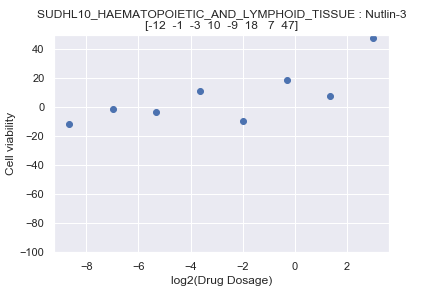 SUDHL10_HAEMATOPOIETIC_AND_LYMPHOID_TISSUE : Nutlin-3
[-12 -1 -3 10 -9 18 7 47]
40
20
0
−20
−40
−60
−80
−100
Cell viability
−8 −6 −4 −2 0 2
log2(Drug Dosage)